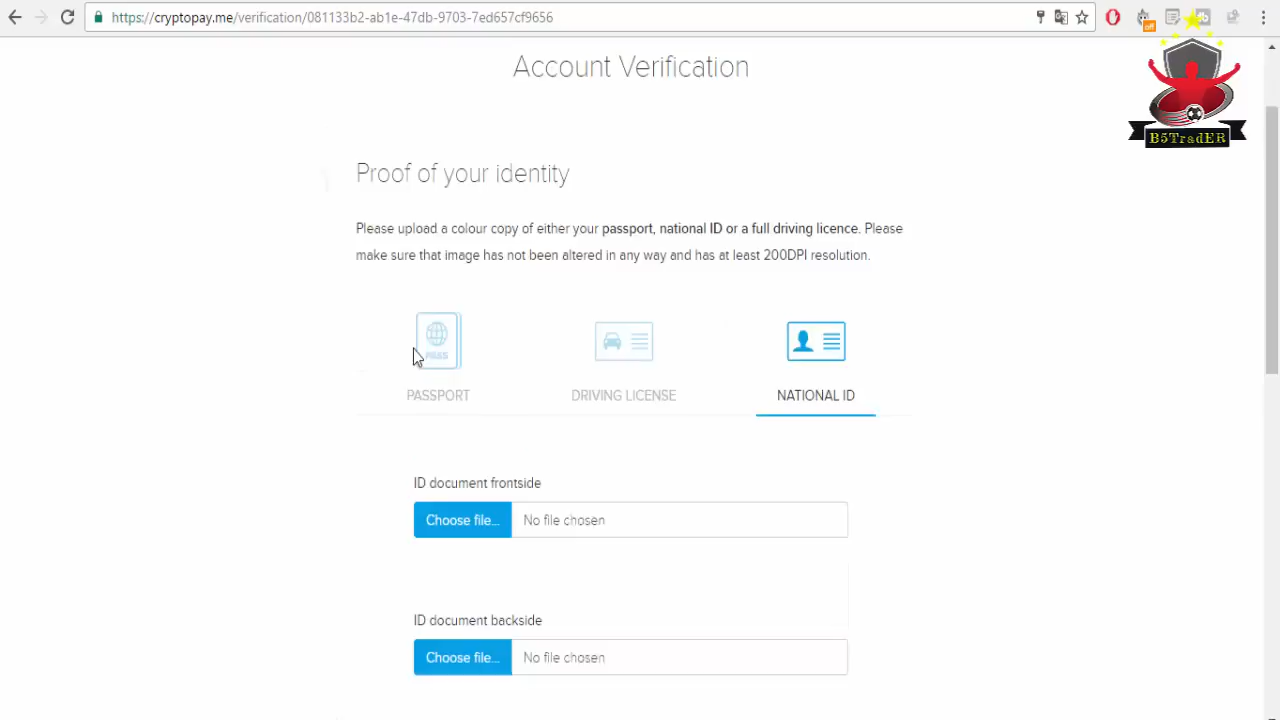 https://cryptopay.me/verification/081133b2-ab1e-47db-9703-7ed657cf9656
off
Account Verification
B5TradER
Proof of your identity
Please upload a colour copy of either your passport, national ID or a full driving licence. Please
make sure that image has not been altered in any way and has at least 200DPI resolution.
PASSPORT
DRIVING LICENSE
NATIONAL ID
ID document frontside
Choose file...
No file chosen
ID document backside
Choose file...
No file chosen